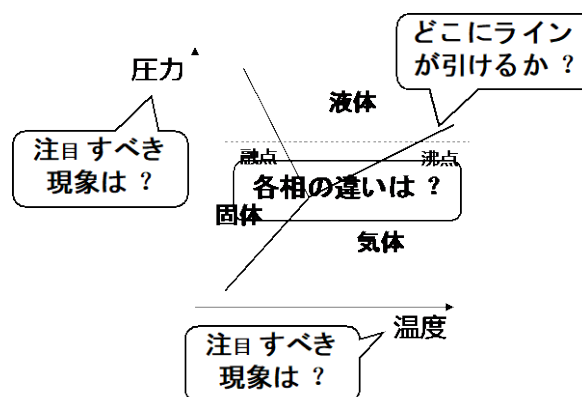 どこにライン
が引けるか ?
圧力
液体
注目 すべき
現象は ?
融点
沸点
各相の違いは ?
固体
気体
温度
注目 すべき
現象は ?